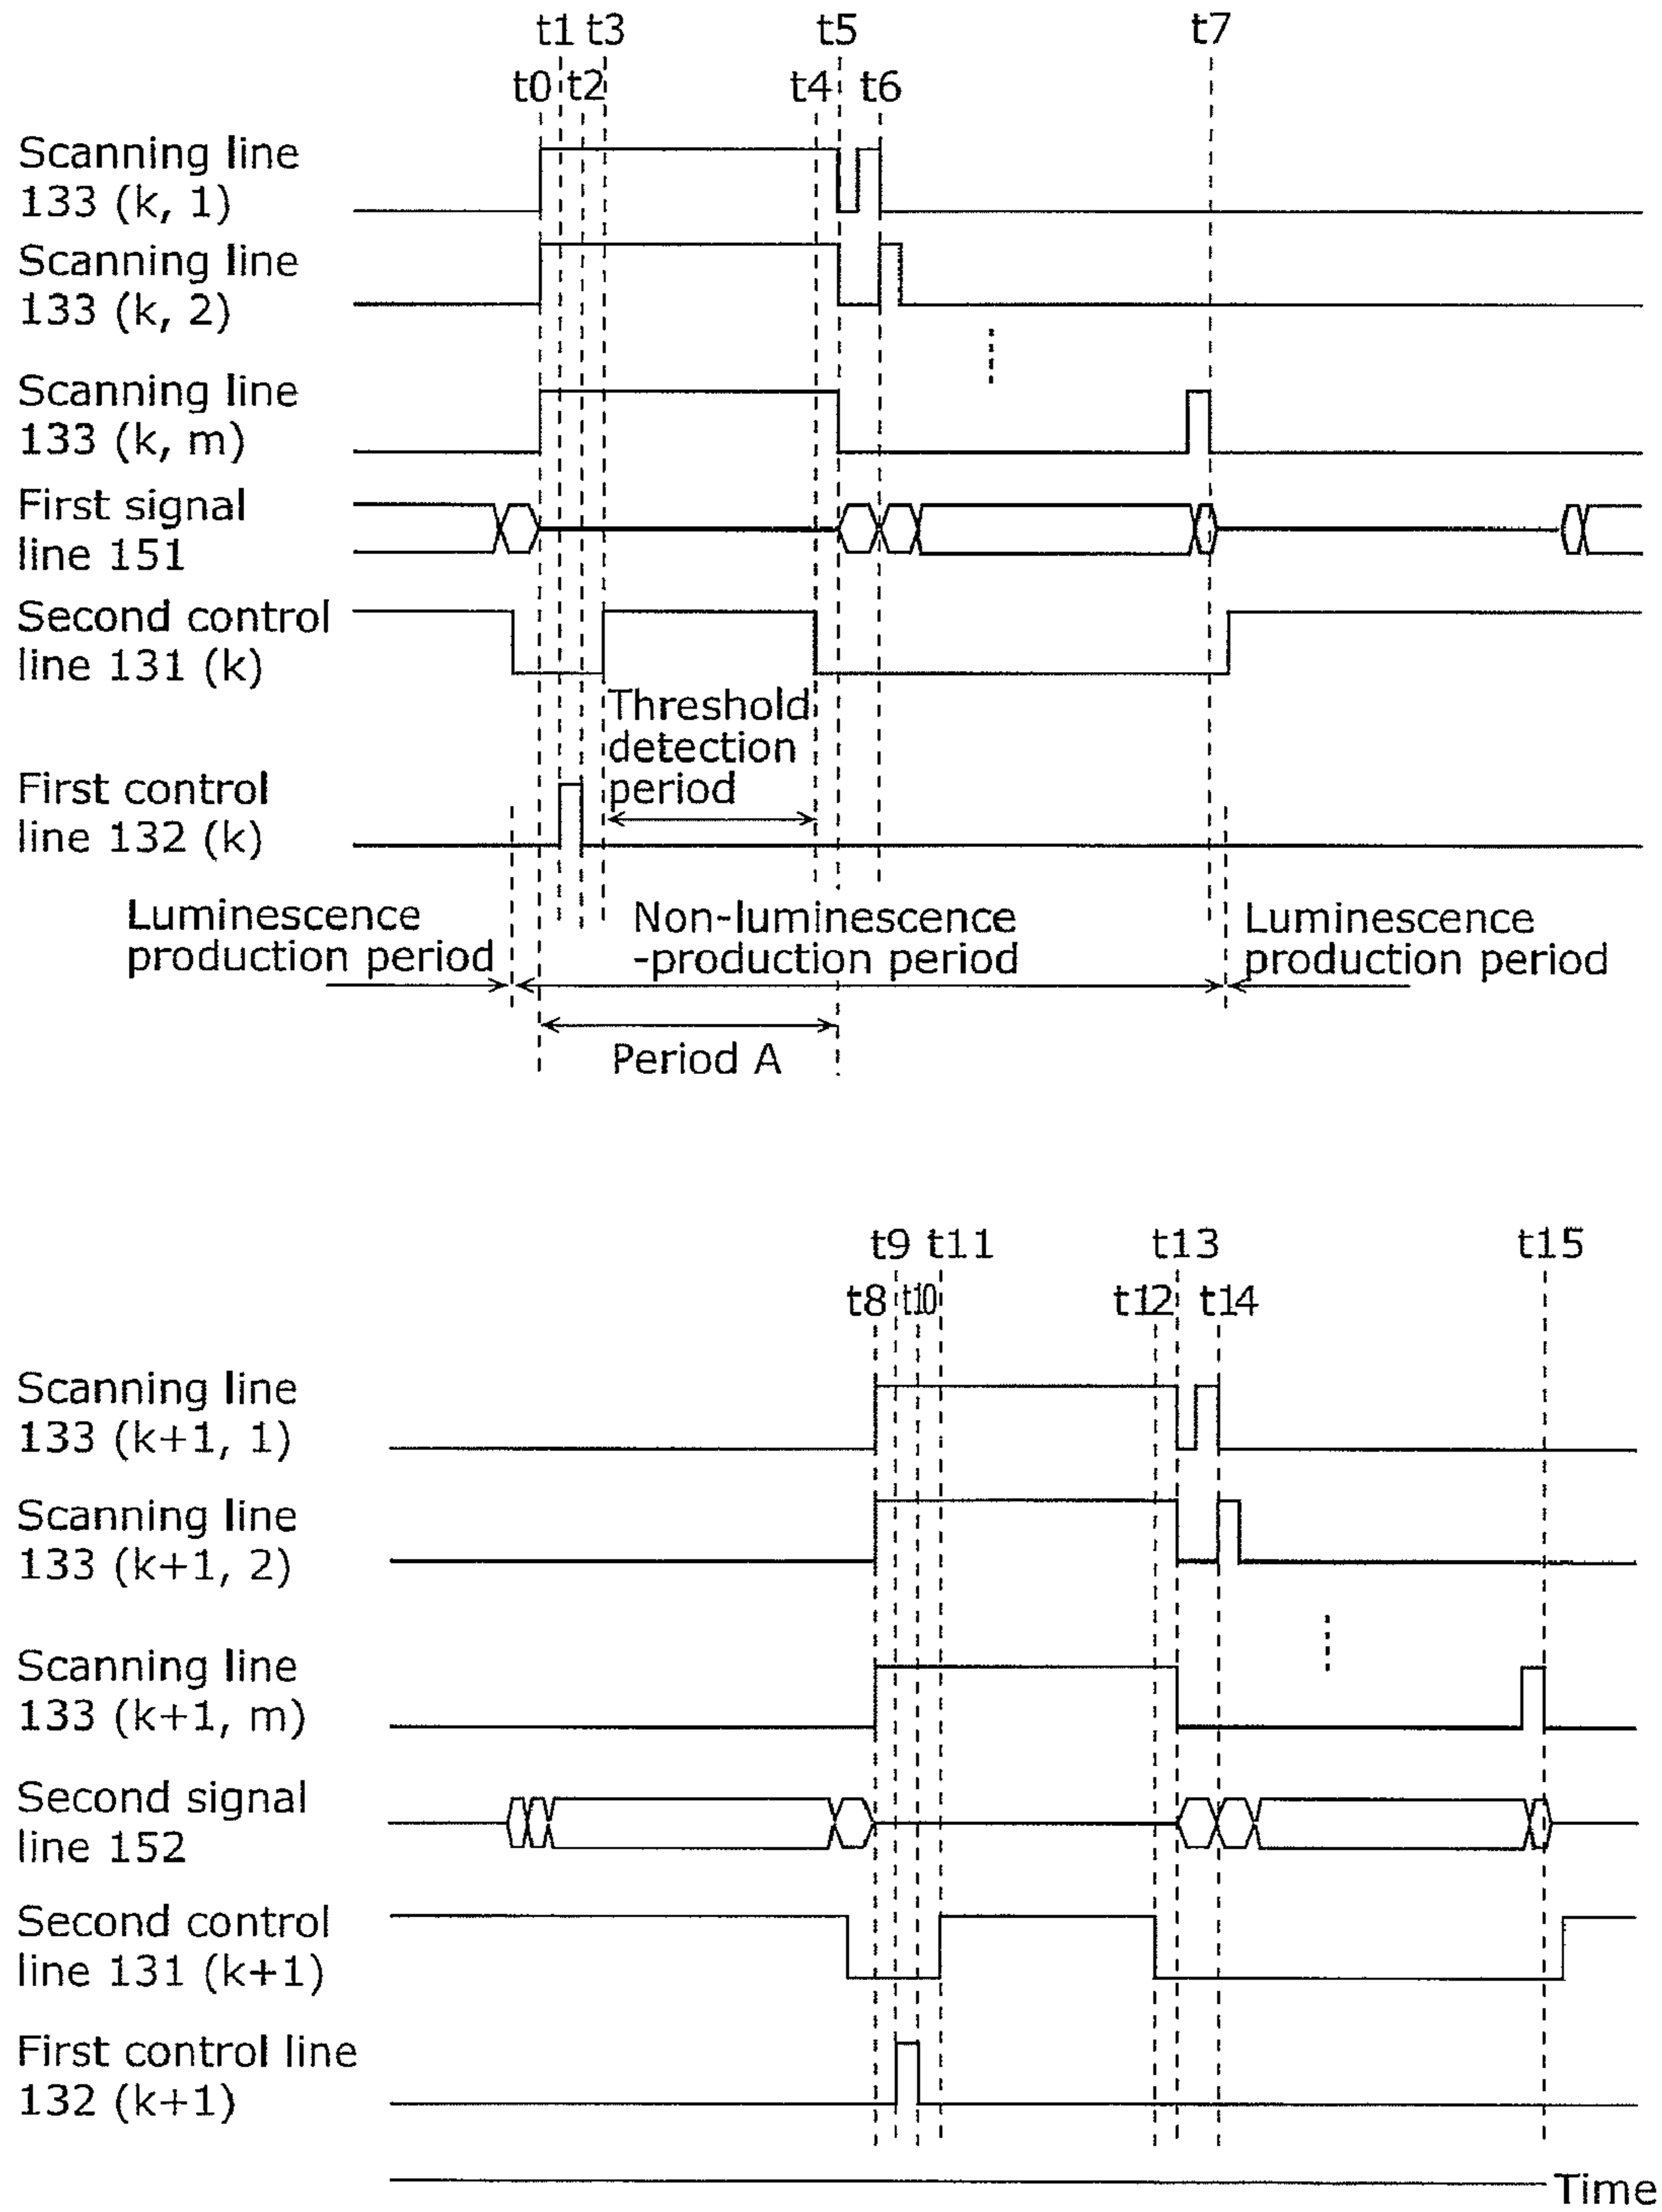 t1 t3
t5
t7
t0 t2
t4 t6
Scanning line
133 (k, 1)
Scanning line
133 (k, 2)
Scanning line
133 (k, m)
First signal
line 151
Second control
line 131 (k)
Threshold
detection
period
First control
line 132 (k)
Luminescence
production period
Non-luminescence
-production period
Luminescence
production period
Period A
t9 t11
t13
t15
t8 t10
t12 t14
Scanning line
133 (k+1, 1)
Scanning line
133 (k+1, 2)
Scanning line
133 (k+1, m)
Second signal
line 152
Second control
line 131 (k+1)
First control line
132 (k+1)
Time